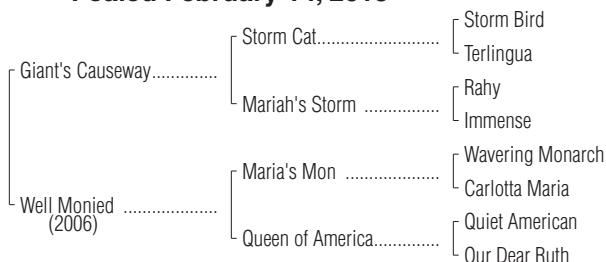 Foaled February
Storm Bird
Storm Cat..............................
Terlingua
Giant's Causeway.............
Rahy
Mariah's Storm ..................
Immense
Wavering Monarch
Maria's Mon .......................
Carlotta Maria
Well Monied ...................
(2006)
Quiet American
Queen of America................
Our Dear Ruth